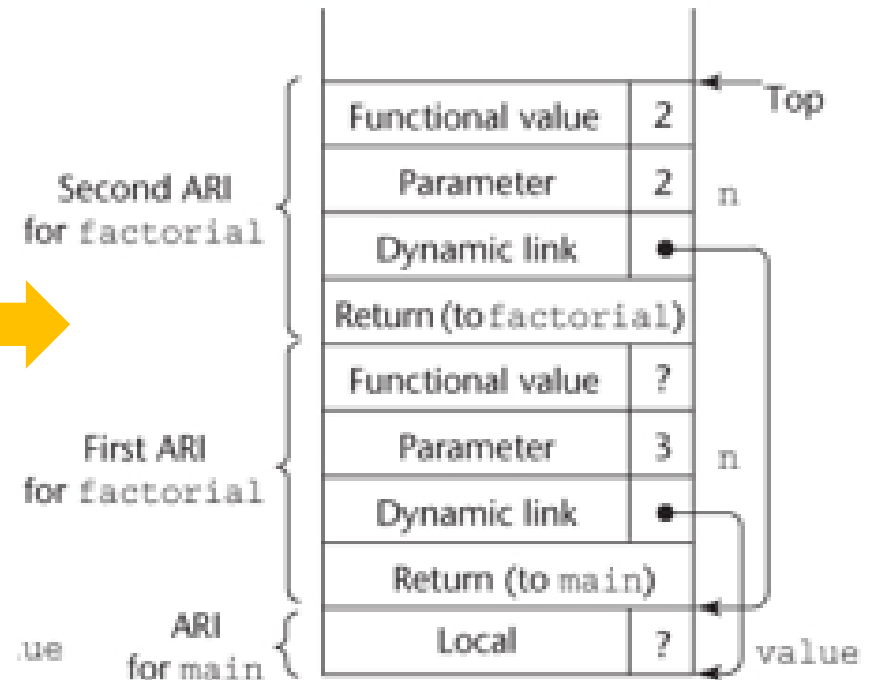 Top
Functional value 2
Second ARI
for factorial
Parameter 2 n
Dynamic link
Return (to factorial)
Functional value ?
First ARI
for factorial
Parameter 3 n
Dynamic link
Return (to main)
ARI
for main
Local ? value
ue